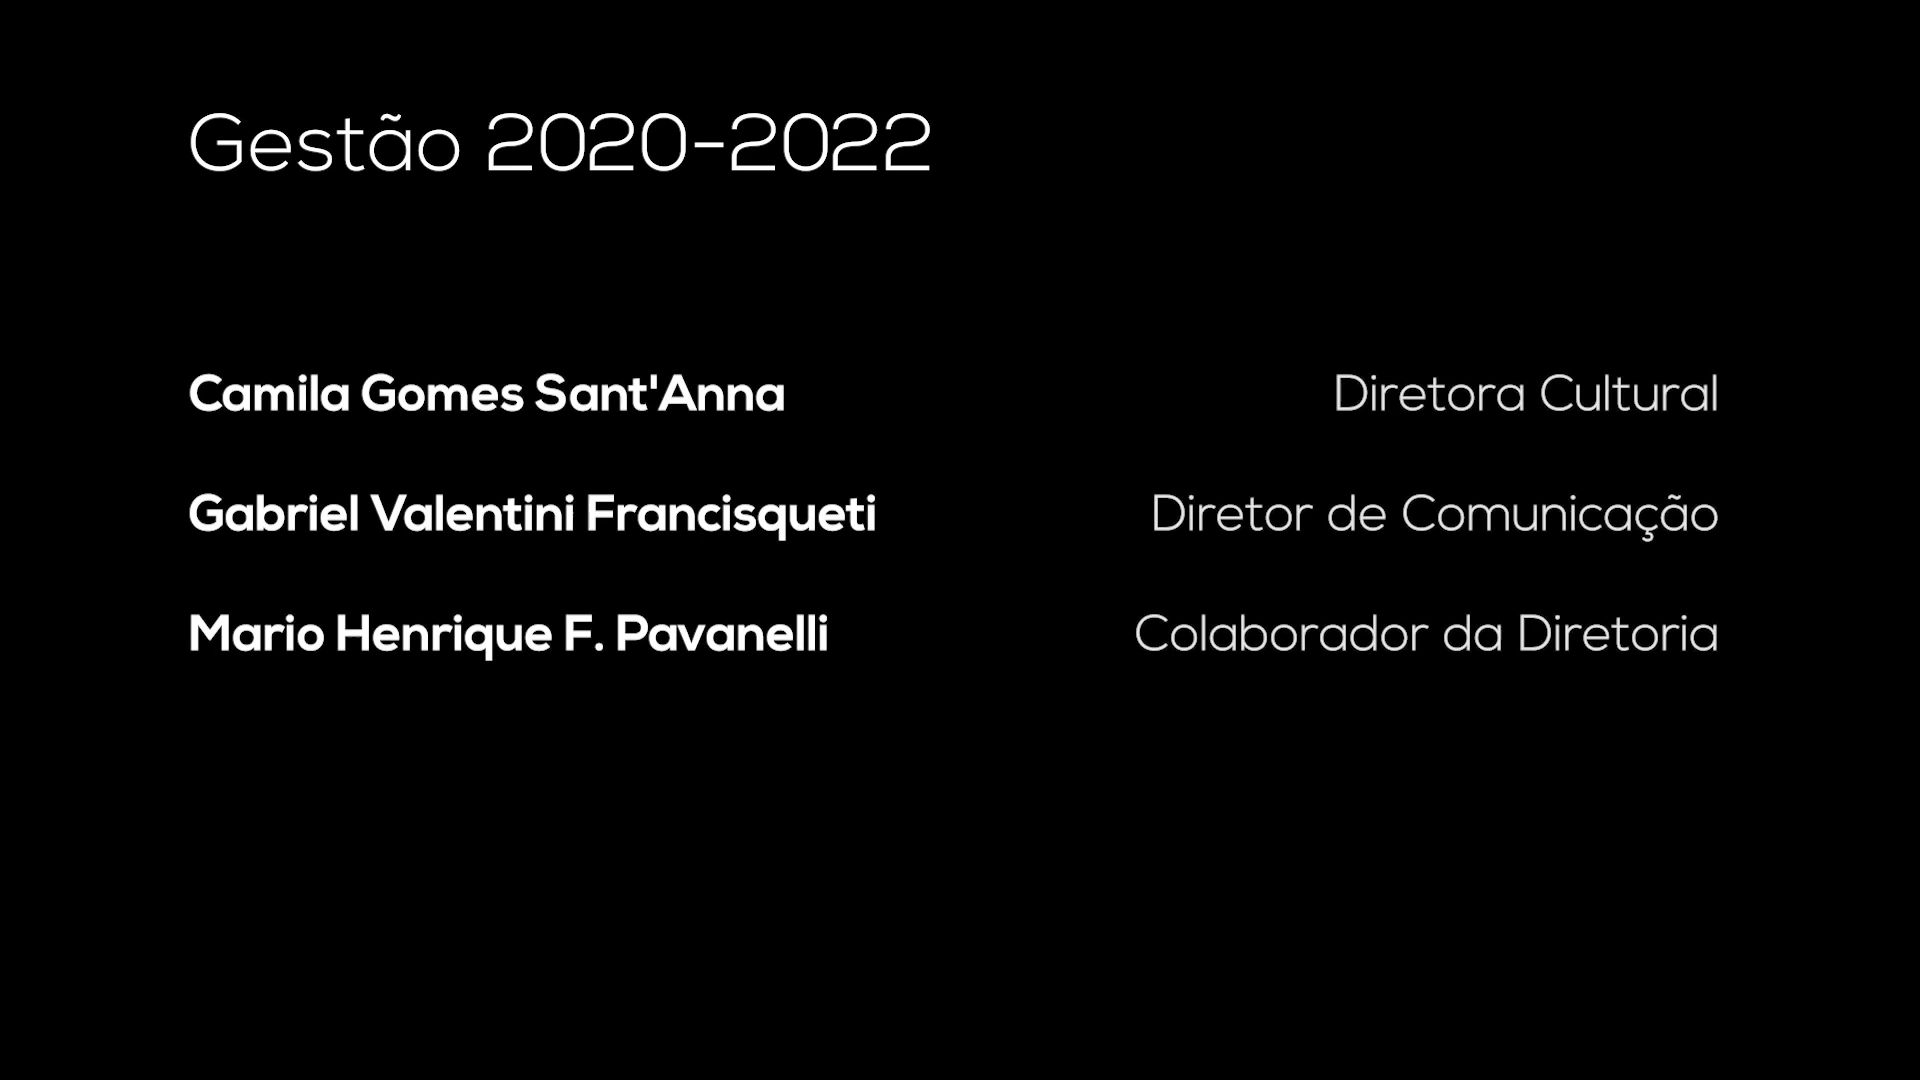 Gestão 2020-2022
Camila Gomes Sant'Anna Diretora Cultural
Gabriel Valentini Francisqueti Diretor de Comunicação
Mario Henrique F. Pavanelli Colaborador da Diretoria